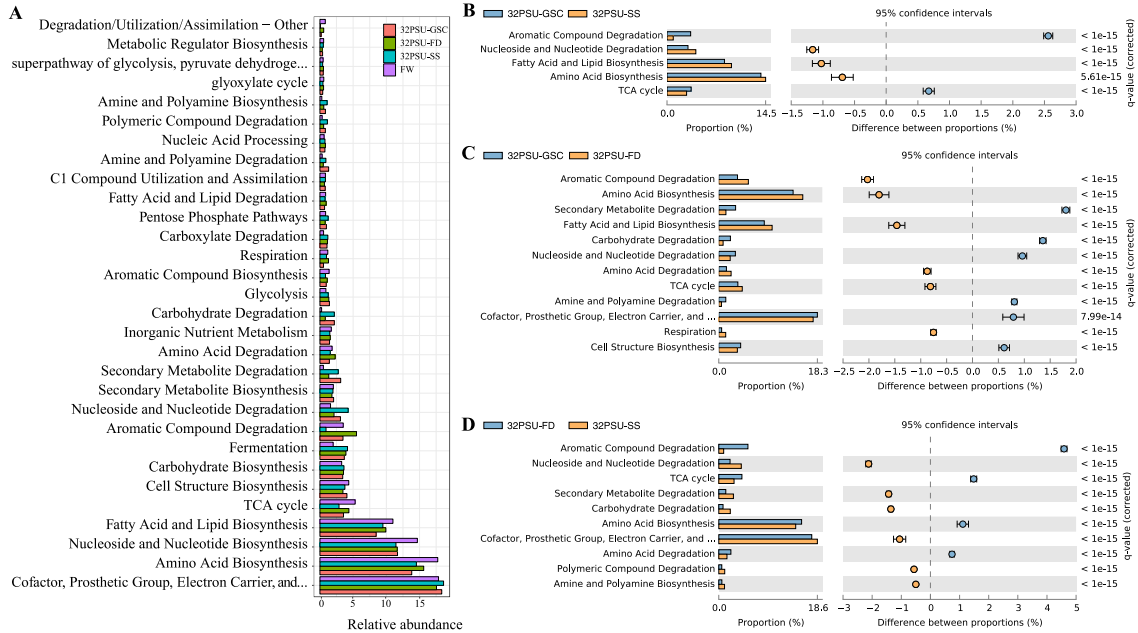 A
Degradation/Utilization/Assimilation − Other
Metabolic Regulator Biosynthesis
superpathway of glycolysis, pyruvate dehydroge...
glyoxylate cycle
Amine and Polyamine Biosynthesis
Polymeric Compound Degradation
Nucleic Acid Processing
Amine and Polyamine Degradation
C1 Compound Utilization and Assimilation
Fatty Acid and Lipid Degradation
Pentose Phosphate Pathways
Carboxylate Degradation
Respiration
Aromatic Compound Biosynthesis
Glycolysis
Carbohydrate Degradation
Inorganic Nutrient Metabolism
Amino Acid Degradation
Secondary Metabolite Degradation
Secondary Metabolite Biosynthesis
Nucleoside and Nucleotide Degradation
Aromatic Compound Degradation
Fermentation
Carbohydrate Biosynthesis
Cell Structure Biosynthesis
TCA cycle
Fatty Acid and Lipid Biosynthesis
Nucleoside and Nucleotide Biosynthesis
Amino Acid Biosynthesis
Cofactor, Prosthetic Group, Electron Carrier, and...
32PSU-GSC
32PSU-FD
32PSU-SS
FW
0 5 10 15
Relative abundance
B
32PSU-GSC 32PSU-SS
95% confidence intervals
Aromatic Compound Degradation < 1e-15
Nucleoside and Nucleotide Degradation < 1e-15
Fatty Acid and Lipid Biosynthesis < 1e-15
Amino Acid Biosynthesis 5.61e-15
TCA cycle < 1e-15
0.0 14.5 −1.5 −1.0 −0.5 0.0 0.5 1.0 1.5 2.0 2.5 3.0
Proportion (%) Difference between proportions (%)
q-value (corrected)
C
32PSU-GSC 32PSU-FD
95% confidence intervals
Aromatic Compound Degradation < 1e-15
Amino Acid Biosynthesis < 1e-15
Secondary Metabolite Degradation < 1e-15
Fatty Acid and Lipid Biosynthesis < 1e-15
Carbohydrate Degradation < 1e-15
Nucleoside and Nucleotide Degradation < 1e-15
Amino Acid Degradation < 1e-15
TCA cycle < 1e-15
Amine and Polyamine Degradation < 1e-15
Cofactor, Prosthetic Group, Electron Carrier, and ... 7.99e-14
Respiration < 1e-15
Cell Structure Biosynthesis < 1e-15
0.0 18.3 −2.5 −2.0 −1.5 −1.0 −0.5 0.0 0.5 1.0 1.5 2.0
Proportion (%) Difference between proportions (%)
q-value (corrected)
D
32PSU-FD 32PSU-SS
95% confidence intervals
Aromatic Compound Degradation < 1e-15
Nucleoside and Nucleotide Degradation < 1e-15
TCA cycle < 1e-15
Secondary Metabolite Degradation < 1e-15
Carbohydrate Degradation < 1e-15
Amino Acid Biosynthesis < 1e-15
Cofactor, Prosthetic Group, Electron Carrier, and ... < 1e-15
Amino Acid Degradation < 1e-15
Polymeric Compound Degradation < 1e-15
Amine and Polyamine Biosynthesis < 1e-15
0.0 18.6 −3 −2 −1 0 1 2 3 4 5
Proportion (%) Difference between proportions (%)
q-value (corrected)